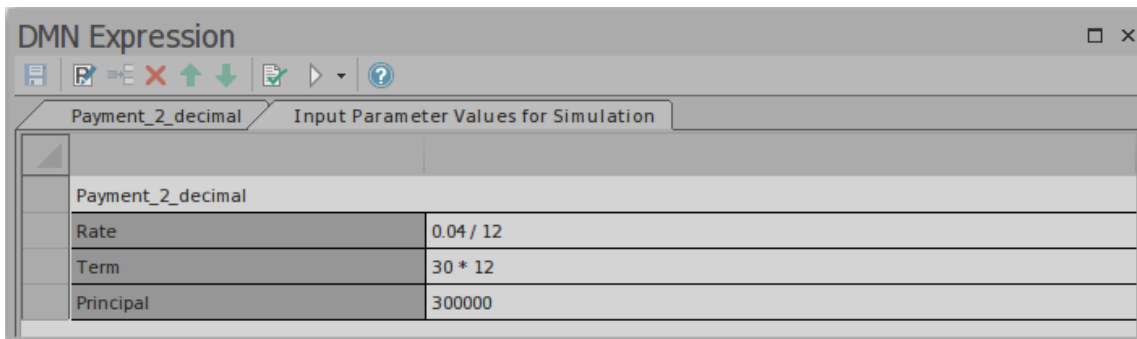 DMN Expression
Payment_2_decimal Input Parameter Values for Simulation
Payment_2_decimal
Rate 0.04 / 12
Term 30 * 12
Principal 300000